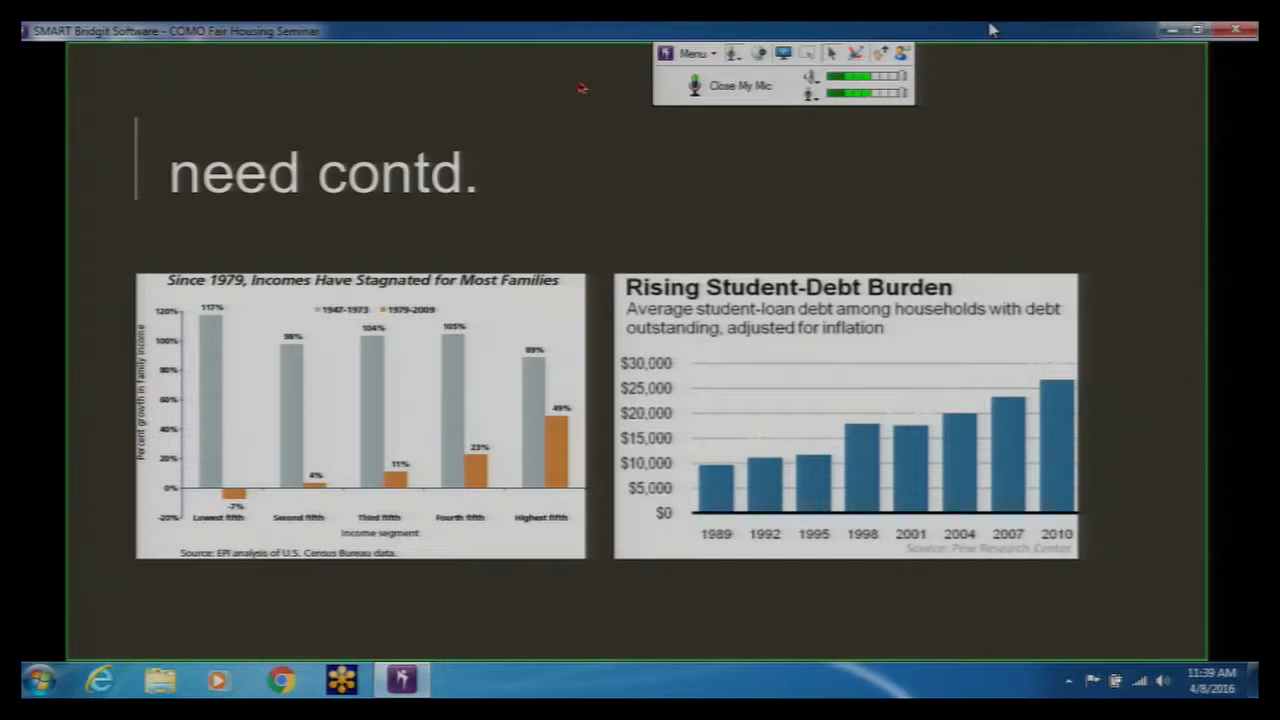 SMART Bridgit Software - COMO Fair Housing Seminar
Menu
Close My Mic
need contd.
Since 1979, Incomes Have Stagnated for Most Families
1947-1973 1979-2009
Percent growth in family income
120%
100%
80%
60%
40%
20%
0%
-20%
117%
-7%
98%
4%
104%
11%
105%
23%
89%
49%
Lowest fifth Second fifth Third fifth Fourth fifth Highest fifth
Income segment
Source: EPI analysis of U.S. Census Bureau data.
Rising Student-Debt Burden
Average student-loan debt among households with debt
outstanding, adjusted for inflation
$30,000
$25,000
$20,000
$15,000
$10,000
$5,000
$0
1989 1992 1995 1998 2001 2004 2007 2010
Source: Pew Research Center
11:39 AM
4/8/2016